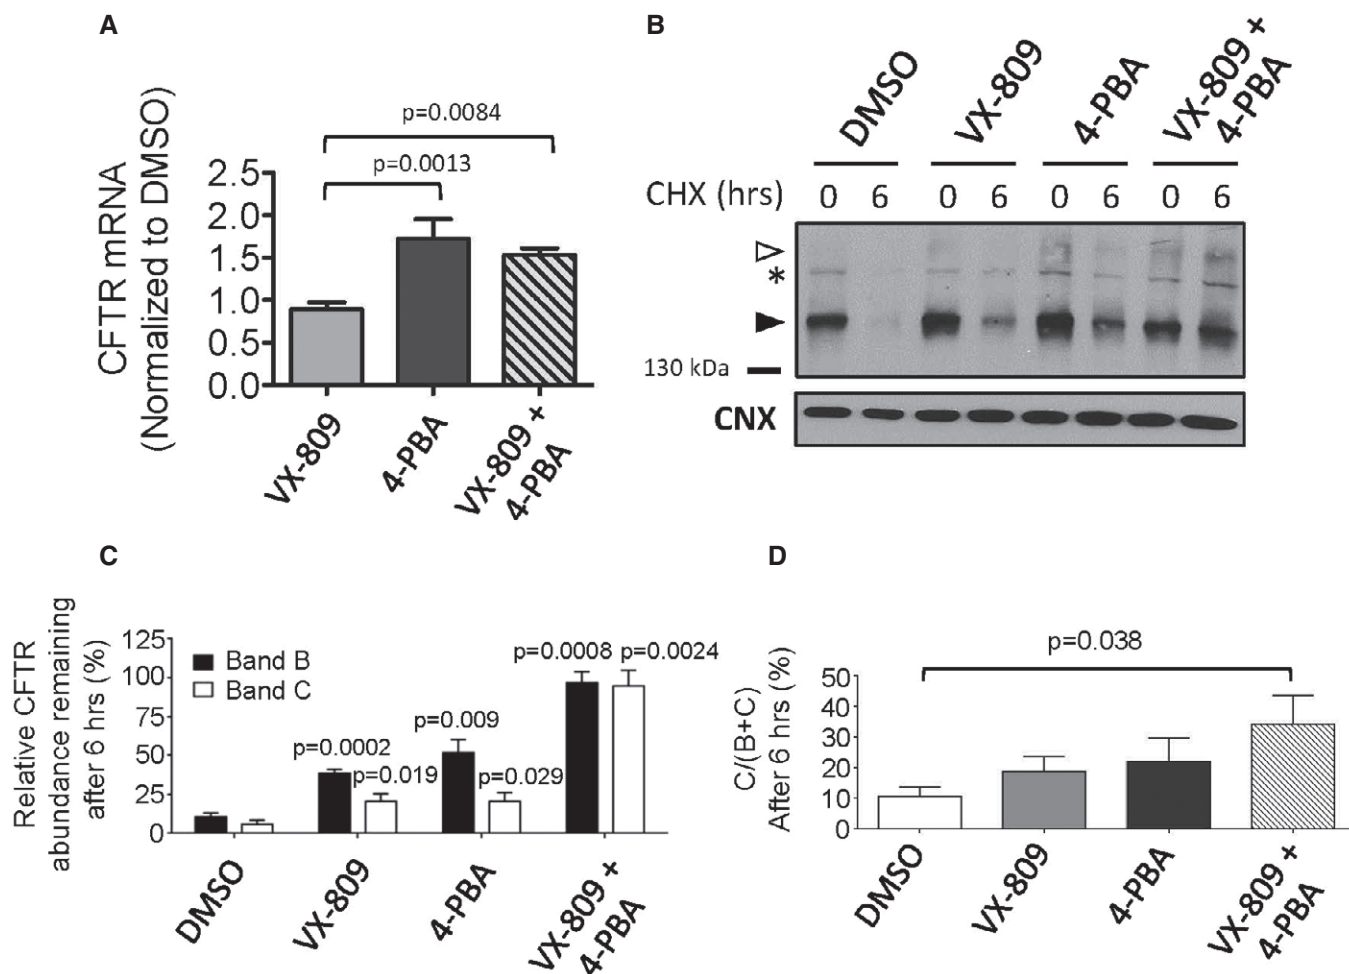 A
CFTR mRNA
(Normalized to DMSO)
p=0.0084
p=0.0013
2.5
2.0
1.5
1.0
0.5
0.0
VX-809
4-PBA
VX-809 +
4-PBA
B
DMSO
VX-809
4-PBA
VX-809 +
4-PBA
CHX (hrs) 0 6 0 6 0 6 0 6
*
130 kDa
CNX
C
Relative CFTR
abundance remaining
after 6 hrs (%)
125
100
75
50
25
0
Band B
Band C
p=0.0002
p=0.019
p=0.009
p=0.029
p=0.0008
p=0.0024
DMSO
VX-809
4-PBA
VX-809 +
4-PBA
D
C/(B+C)
After 6 hrs (%)
p=0.038
50
40
30
20
10
0
DMSO
VX-809
4-PBA
VX-809 +
4-PBA